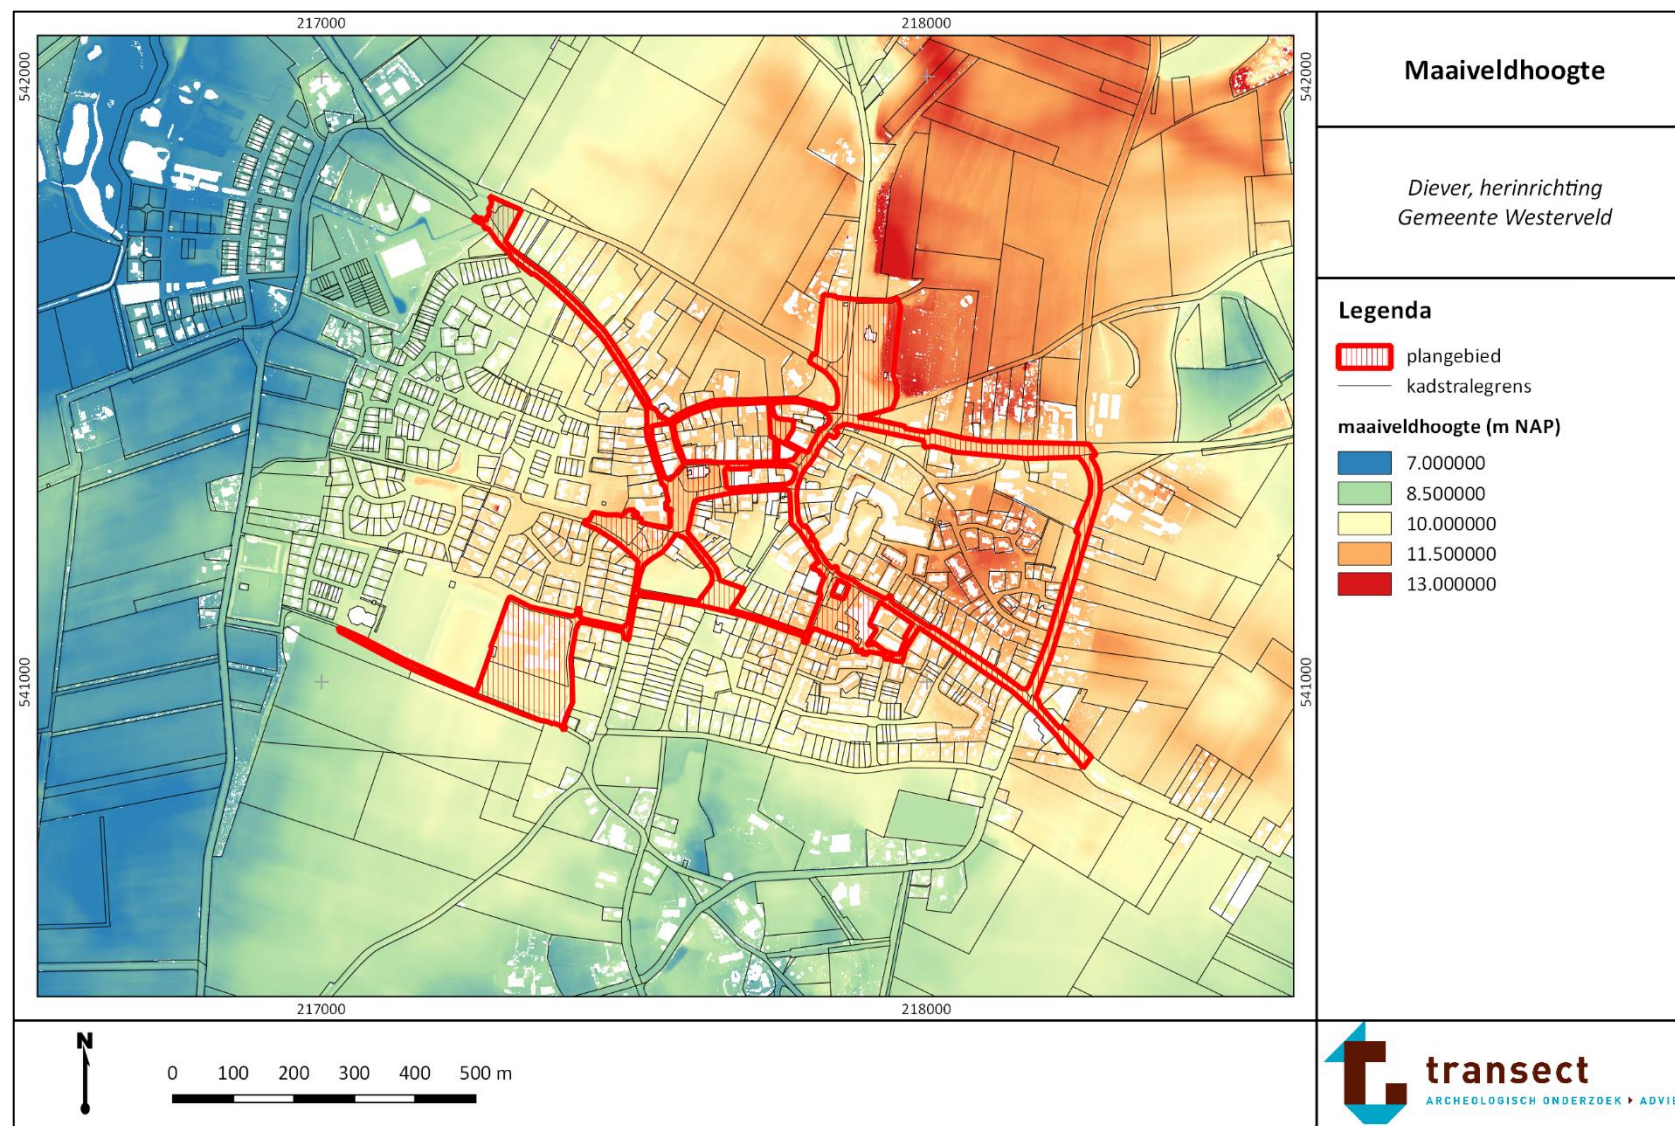 217000
218000
542000
542000
541000
541000
217000
218000
Maaiveldhoogte
Diever, herinrichting
Gemeente Westerveld
Legenda
plangebied
kadstralegrens
maaiveldhoogte (m NAP)
7.000000
8.500000
10.000000
11.500000
13.000000
N
0 100 200 300 400 500 m
transect
ARCHEOLOGISCH ONDERZOEK ▸ ADVIE